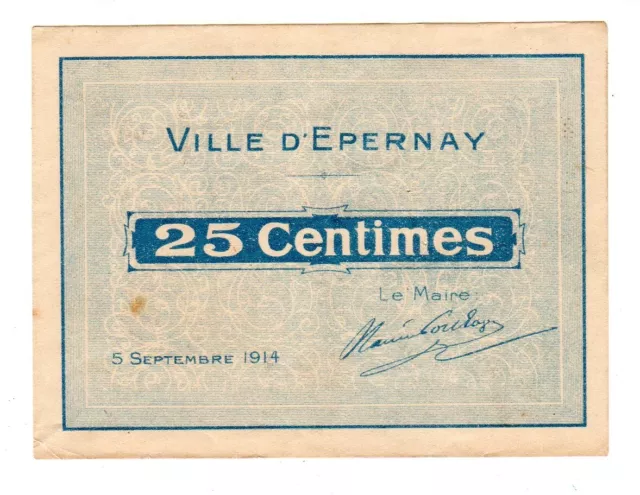 VILLE D'EPERNAY
25 Centimes
Le Maire:
5 SEPTEMBRE 1914